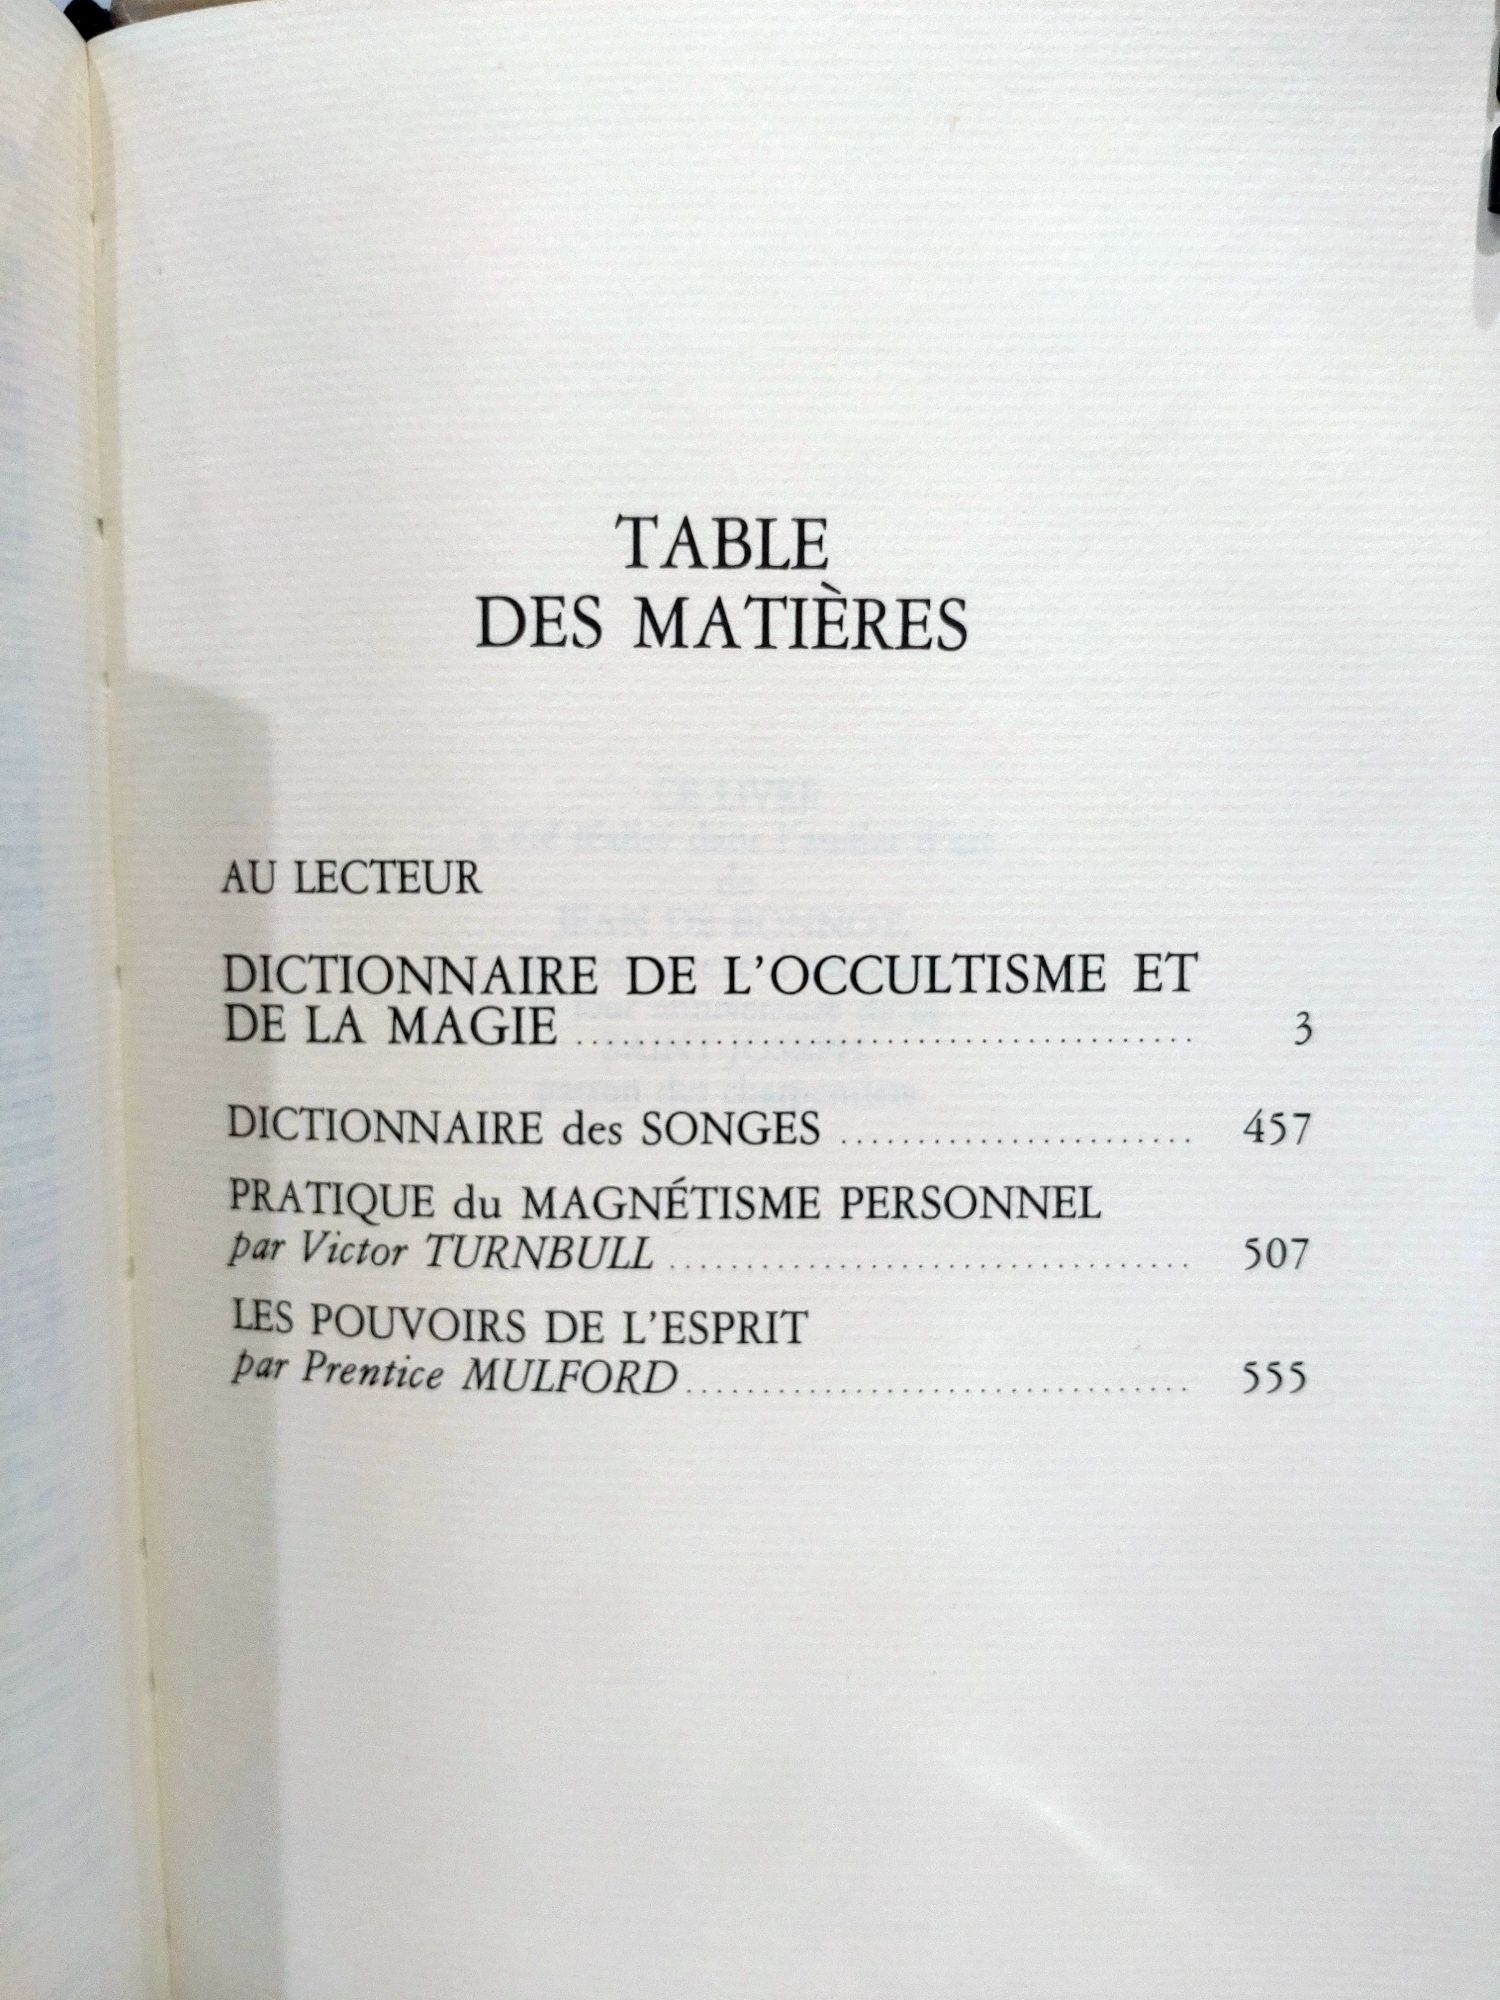 TABLE
DES MATIÈRES
AU LECTEUR
DICTIONNAIRE DE L'OCCULTISME ET
DE LA MAGIE ........................................ 3
DICTIONNAIRE des SONGES ....................... 457
PRATIQUE du MAGNÉTISME PERSONNEL
par Victor TURNBULL .................................. 507
LES POUVOIRS DE L'ESPRIT
par Prentice MULFORD ................................. 555